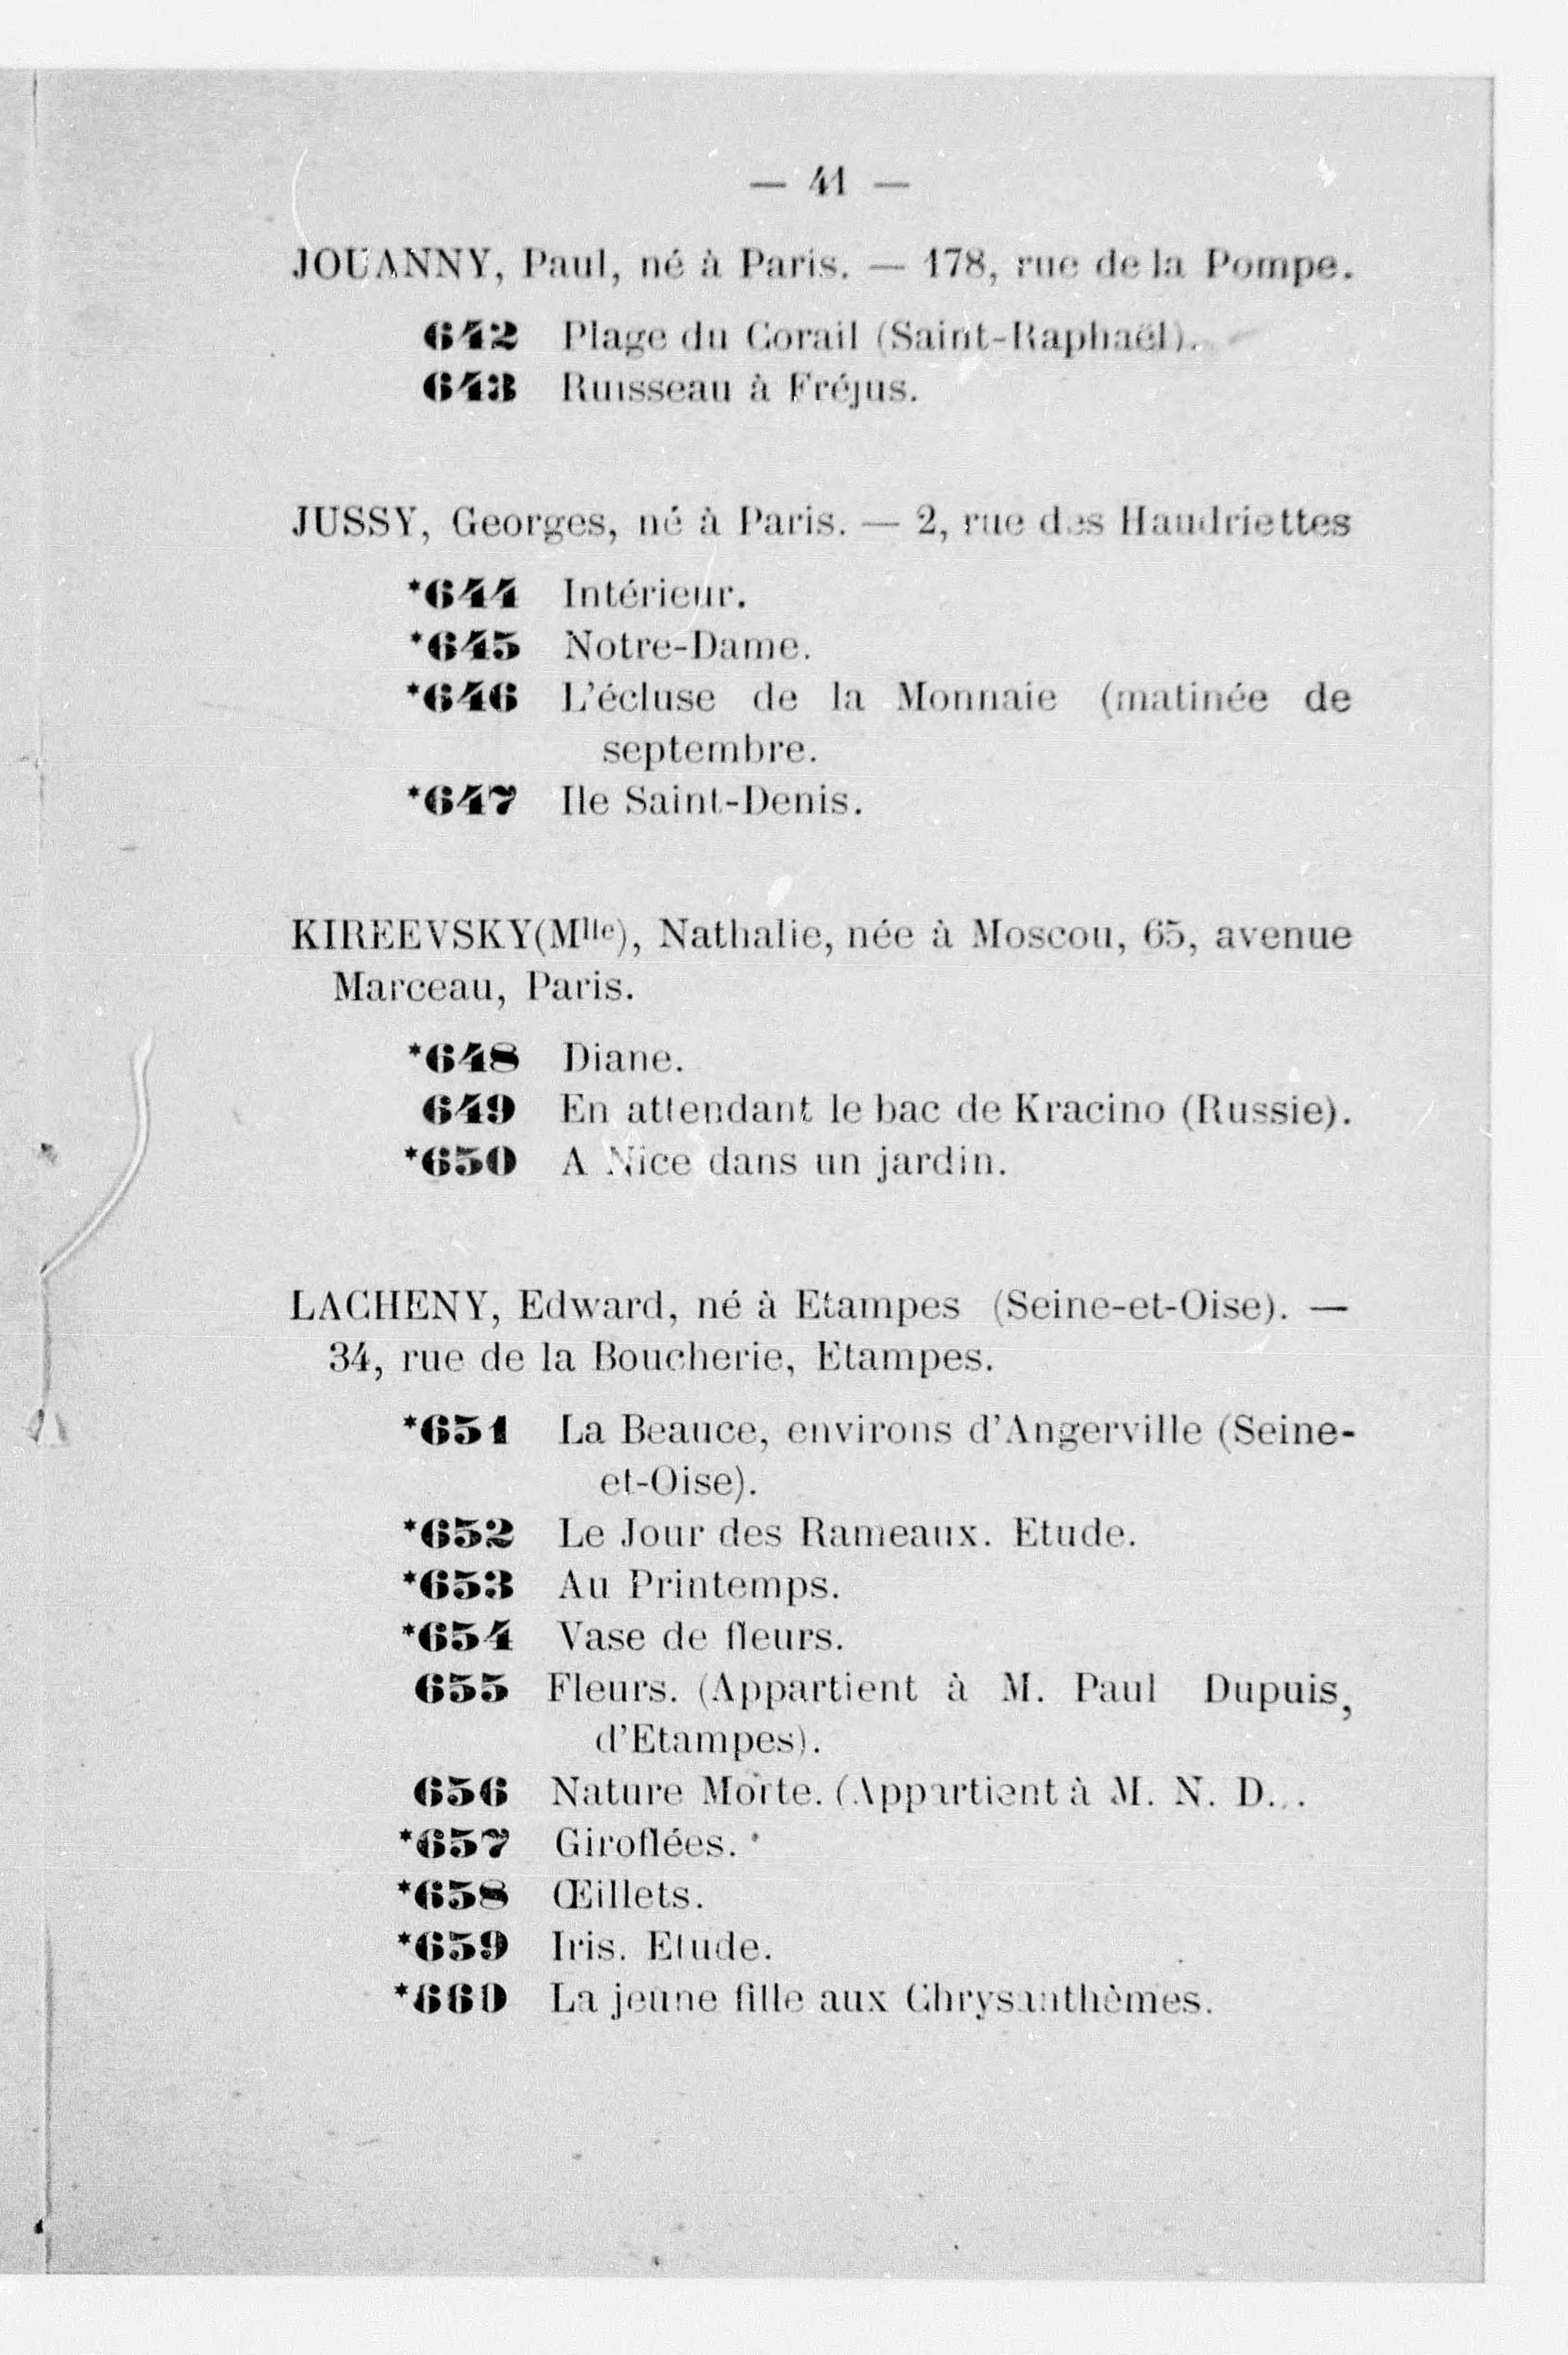 — 41 —
JOUANNY, Paul, né à Paris. — 178, rue de la Pompe.
642 Plage du Corail (Saint-Raphaël).
643 Ruisseau à Fréjus.
JUSSY, Georges, né à Paris. — 2, rue des Haudriettes
*644 Intérieur.
*645 Notre-Dame.
*646 L'écluse de la Monnaie (matinée de
septembre.
*647 Ile Saint-Denis.
KIREEVSKY(Mlle), Nathalie, née à Moscou, 65, avenue
Marceau, Paris.
*648 Diane.
649 En attendant le bac de Kracino (Russie).
*650 A Nice dans un jardin.
LACHENY, Edward, né à Etampes (Seine-et-Oise). —
34, rue de la Boucherie, Etampes.
*651 La Beauce, environs d'Angerville (Seine-
et-Oise).
*652 Le Jour des Rameaux. Etude.
*653 Au Printemps.
*654 Vase de fleurs.
655 Fleurs. (Appartient à M. Paul Dupuis,
d'Etampes).
656 Nature Morte. (Appartient à M. N. D...
*657 Giroflées.
*658 Œillets.
*659 Iris. Etude.
*660 La jeune fille aux Chrysanthèmes.